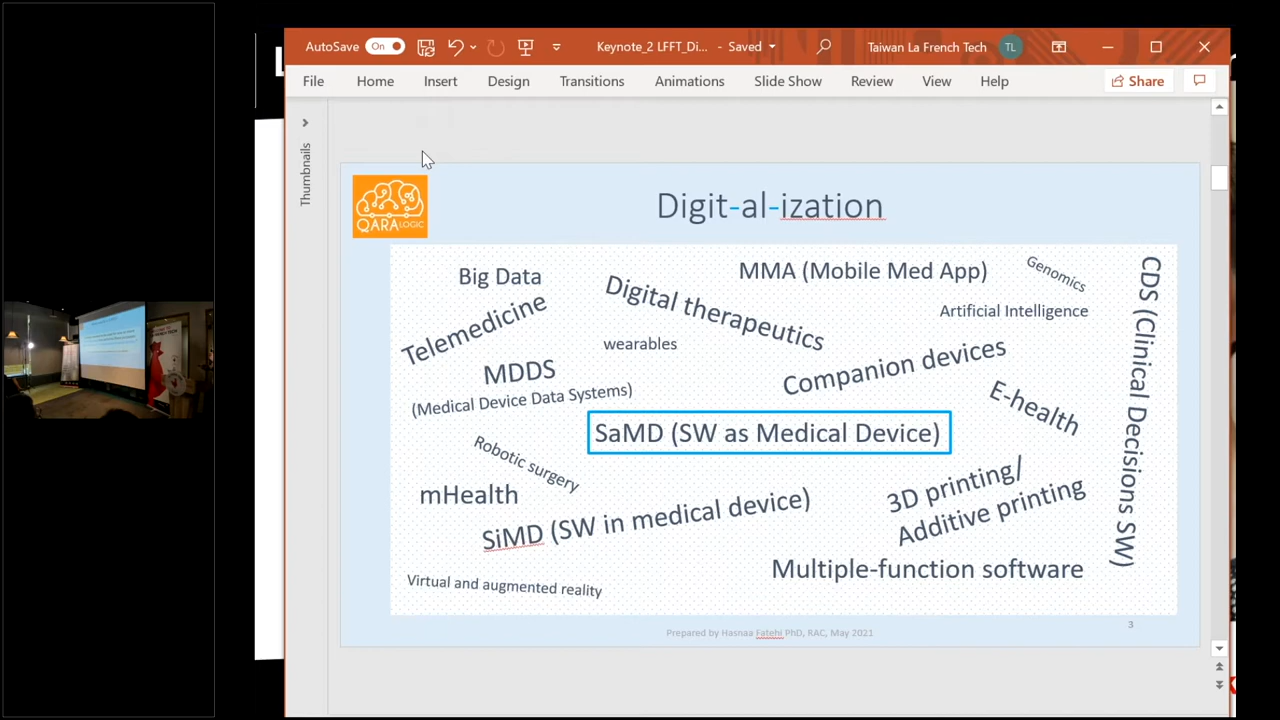 AutoSave On Keynote_2 LFFT_Di... - Saved Taiwan La French Tech TL
File Home Insert Design Transitions Animations Slide Show Review View Help Share
Thumbnails
QARALOGIC
Digit-al-ization
Big Data
Telemedicine
Digital therapeutics
MMA (Mobile Med App)
Genomics
Artificial Intelligence
CDS (Clinical Decisions SW)
wearables
MDDS
(Medical Device Data Systems)
Companion devices
E-health
SaMD (SW as Medical Device)
Robotic surgery
mHealth
SiMD (SW in medical device)
3D printing/
Additive printing
Multiple-function software
Virtual and augmented reality
3
Prepared by Hasnaa Fatehi PhD, RAC, May 2021